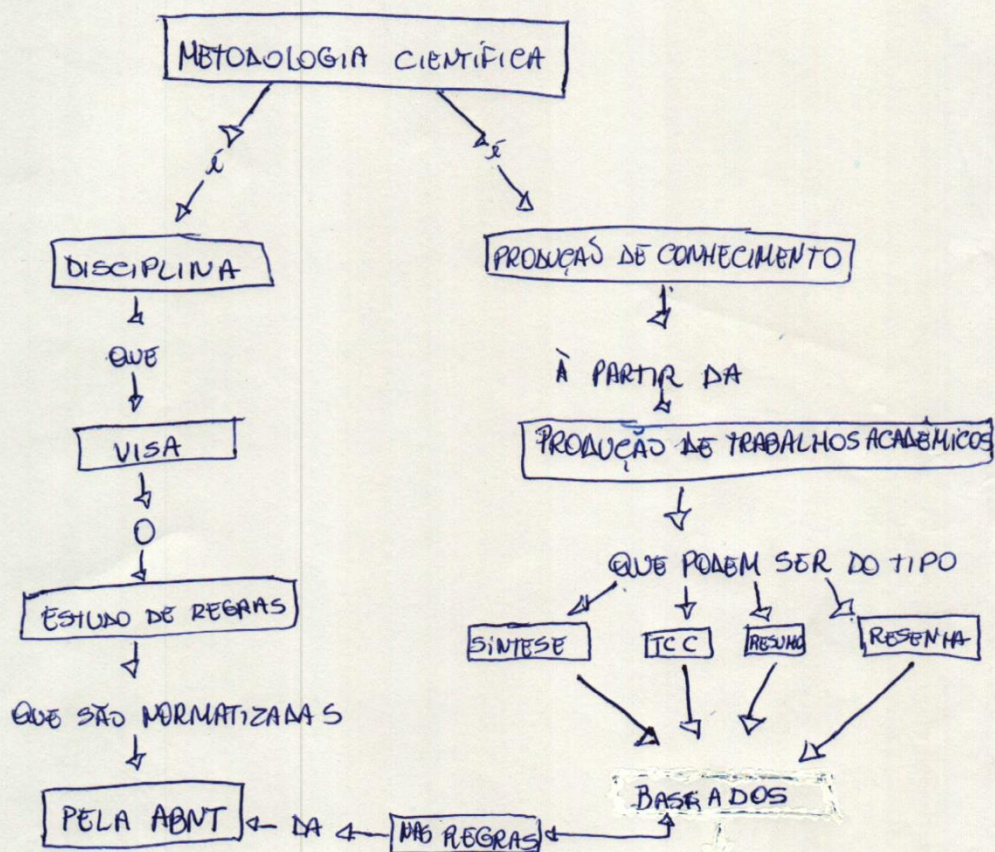 METODOLOGIA CIENTÍFICA
é
é
DISCIPLINA
PRODUÇÃO DE CONHECIMENTO
QUE
À PARTIR DA
VISA
PRODUÇÃO DE TRABALHOS ACADÊMICOS
O
QUE PODEM SER DO TIPO
ESTUDO DE REGRAS
SÍNTESE
TCC
RESUMO
RESENHA
QUE SÃO NORMATIZADAS
BASEADOS
PELA ABNT
DA
NAS REGRAS